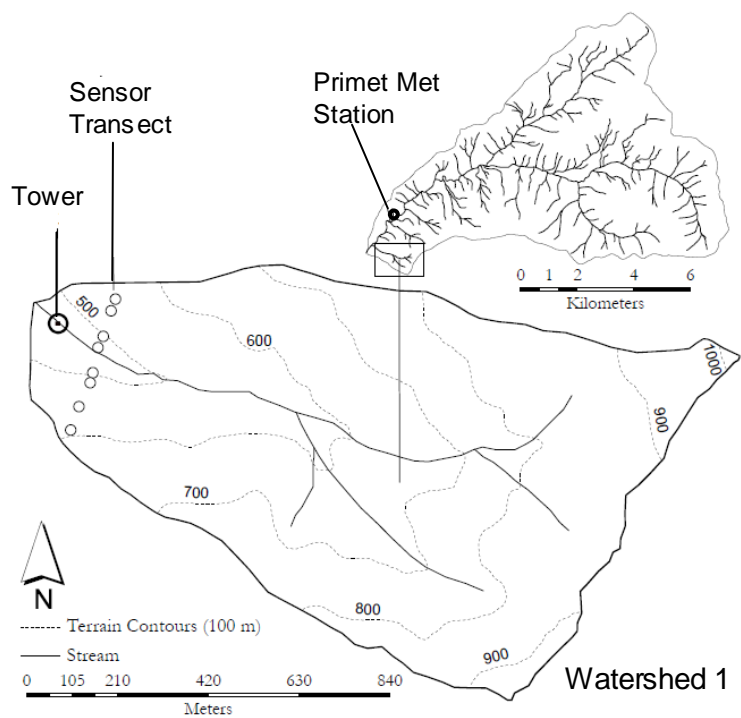 Primet Met
Station
Sensor
Transect
Tower
0 1 2 4 6
Kilometers
500
600
1000
900
700
800
900
N
Terrain Contours (100 m)
Stream
Watershed 1
0 105 210 420 630 840
Meters